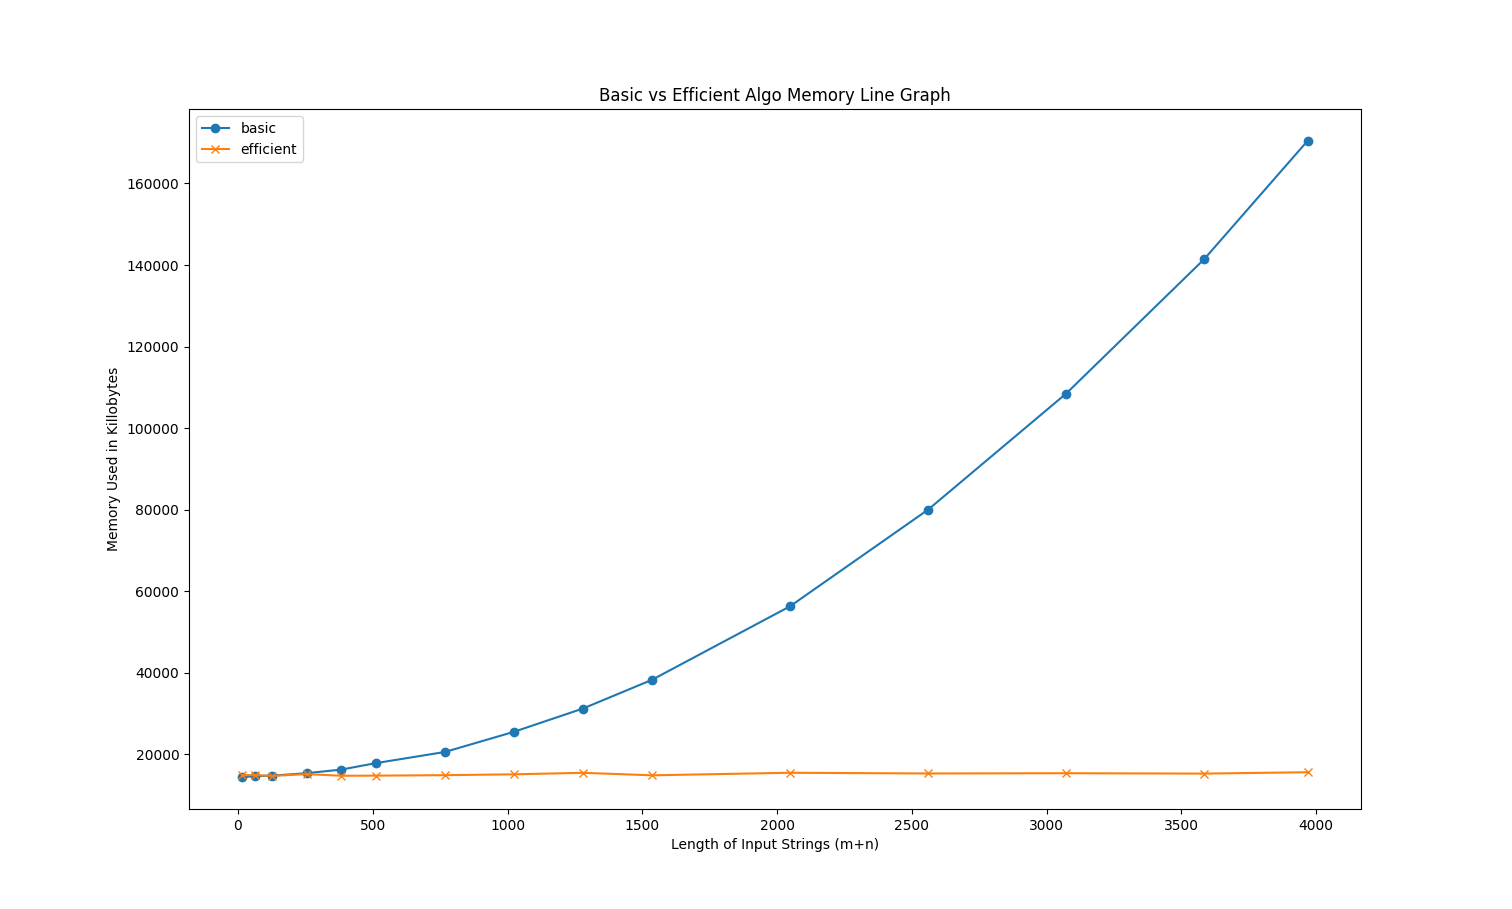 Basic vs Efficient Algo Memory Line Graph
basic
efficient
160000
140000
120000
100000
80000
60000
40000
20000
Memory Used in Killobytes
0 500 1000 1500 2000 2500 3000 3500 4000
Length of Input Strings (m+n)